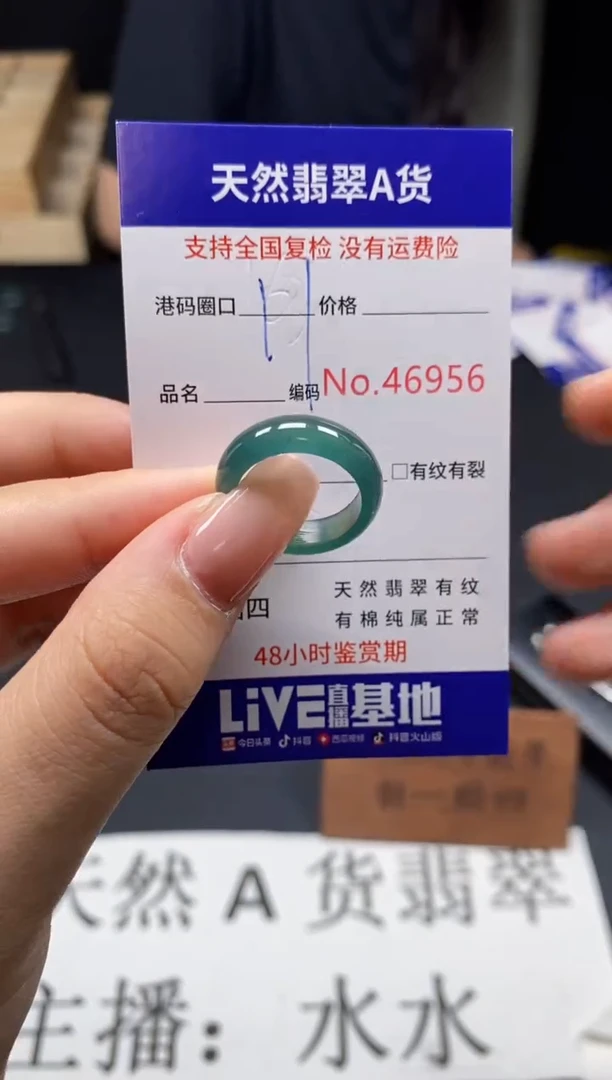 天然翡翠A货
支持全国复检 没有运费险
港码圈口 价格
品名 编码 No.46956
□有纹有裂
天然翡翠有纹
四 有棉纯属正常
48小时鉴赏期
LiVE直播基地
今日头条 抖音 西瓜视频 抖音火山版
天然 A 货翡翠
主播：水水